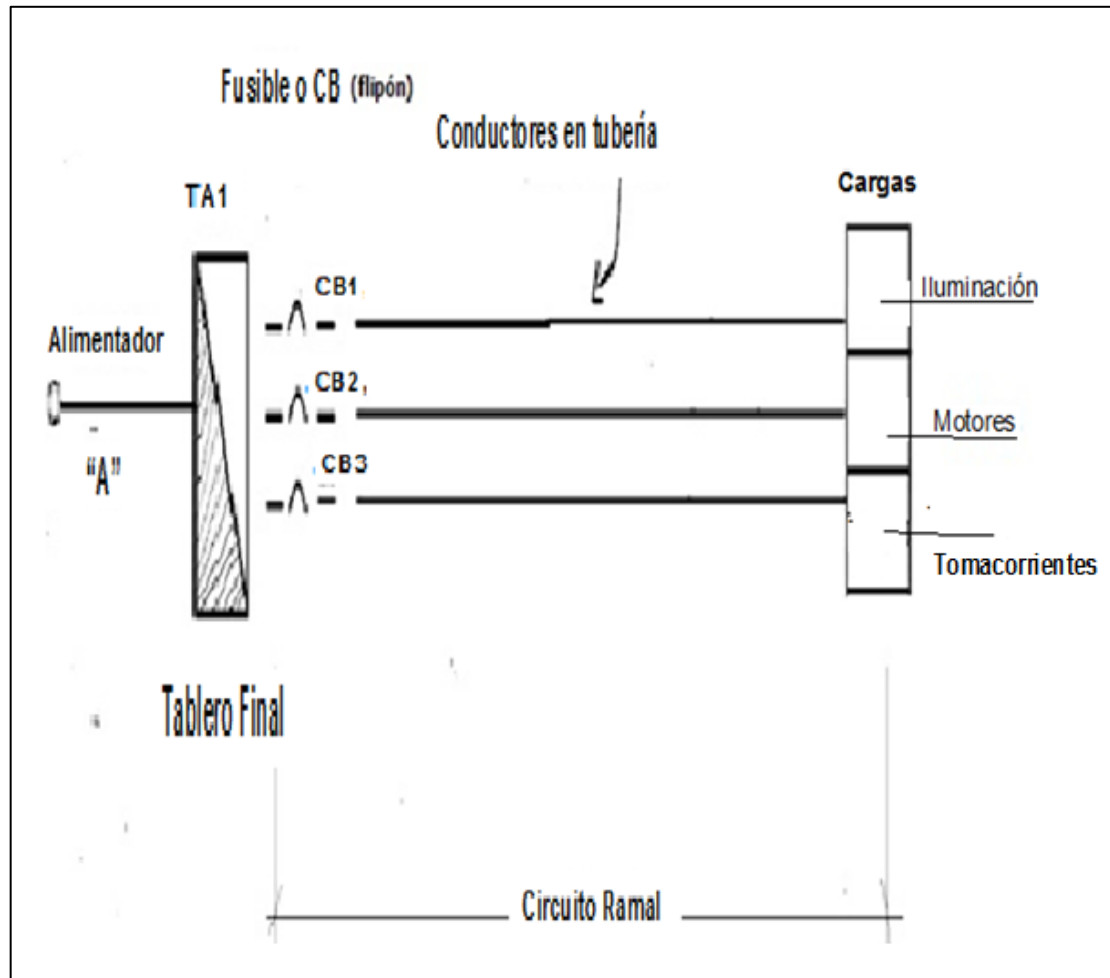 Fusible o CB (flipón)
Conductores en tubería
TA1
Cargas
CB1
Iluminación
Alimentador
CB2
Motores
"A"
CB3
Tomacorrientes
Tablero Final
Circuito Ramal